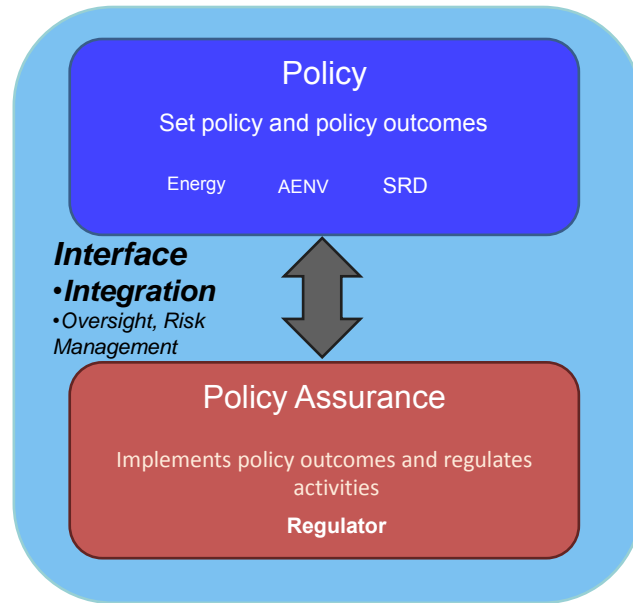 Policy
Set policy and policy outcomes
Energy AENV SRD
Interface
•Integration
•Oversight, Risk
Management
Policy Assurance
Implements policy outcomes and regulates
activities
Regulator